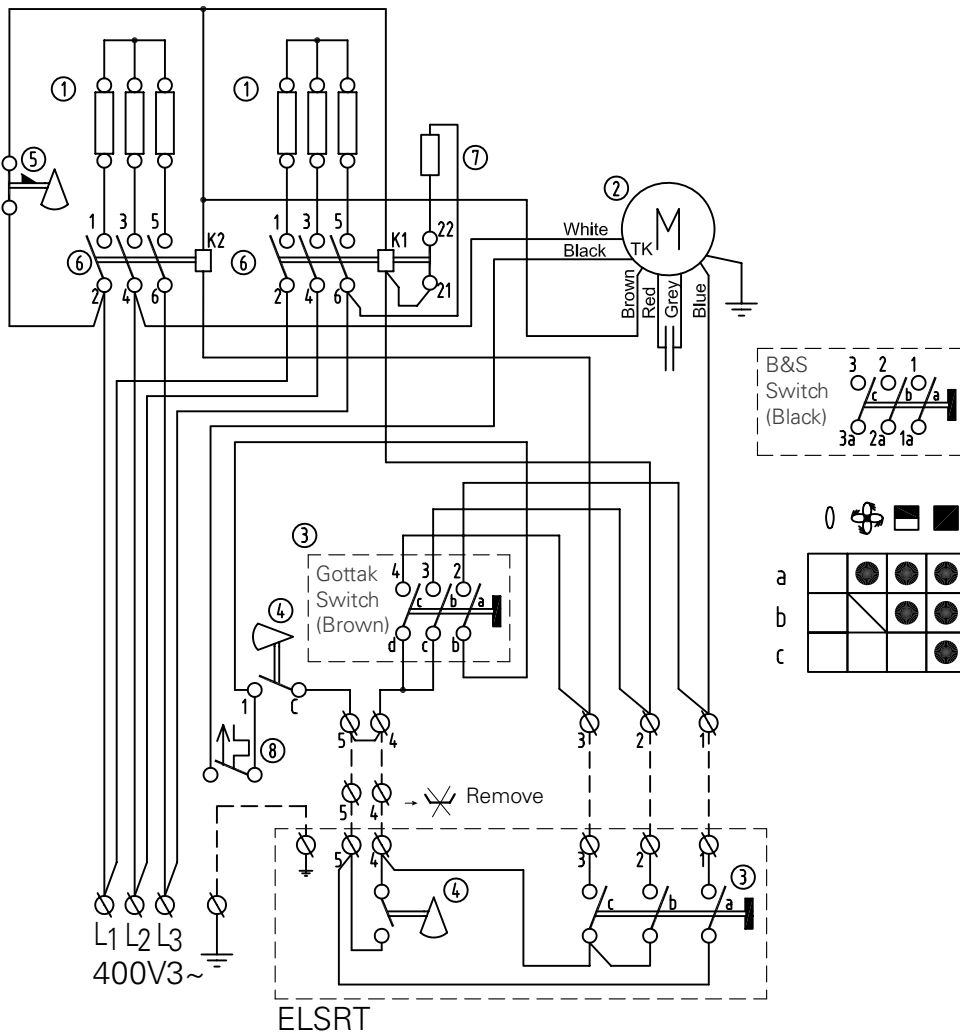 1
1
7
5
2
1 3 5
K2
1 3 5
K1
22
White
Black
TK
M
6
6
2 4 6
2 4 6
21
Brown
Red
Grey
Blue
B&S
Switch
(Black)
3 2 1
c b a
3a 2a 1a
3
Gottak
Switch
(Brown)
4 3 2
c b a
d c b
a
b
c
4
1 C
8
5 4
3 2 1
5 4
→ Remove
5 4
3 2 1
4
c b a
3
L1 L2 L3
400V3~
ELSRT